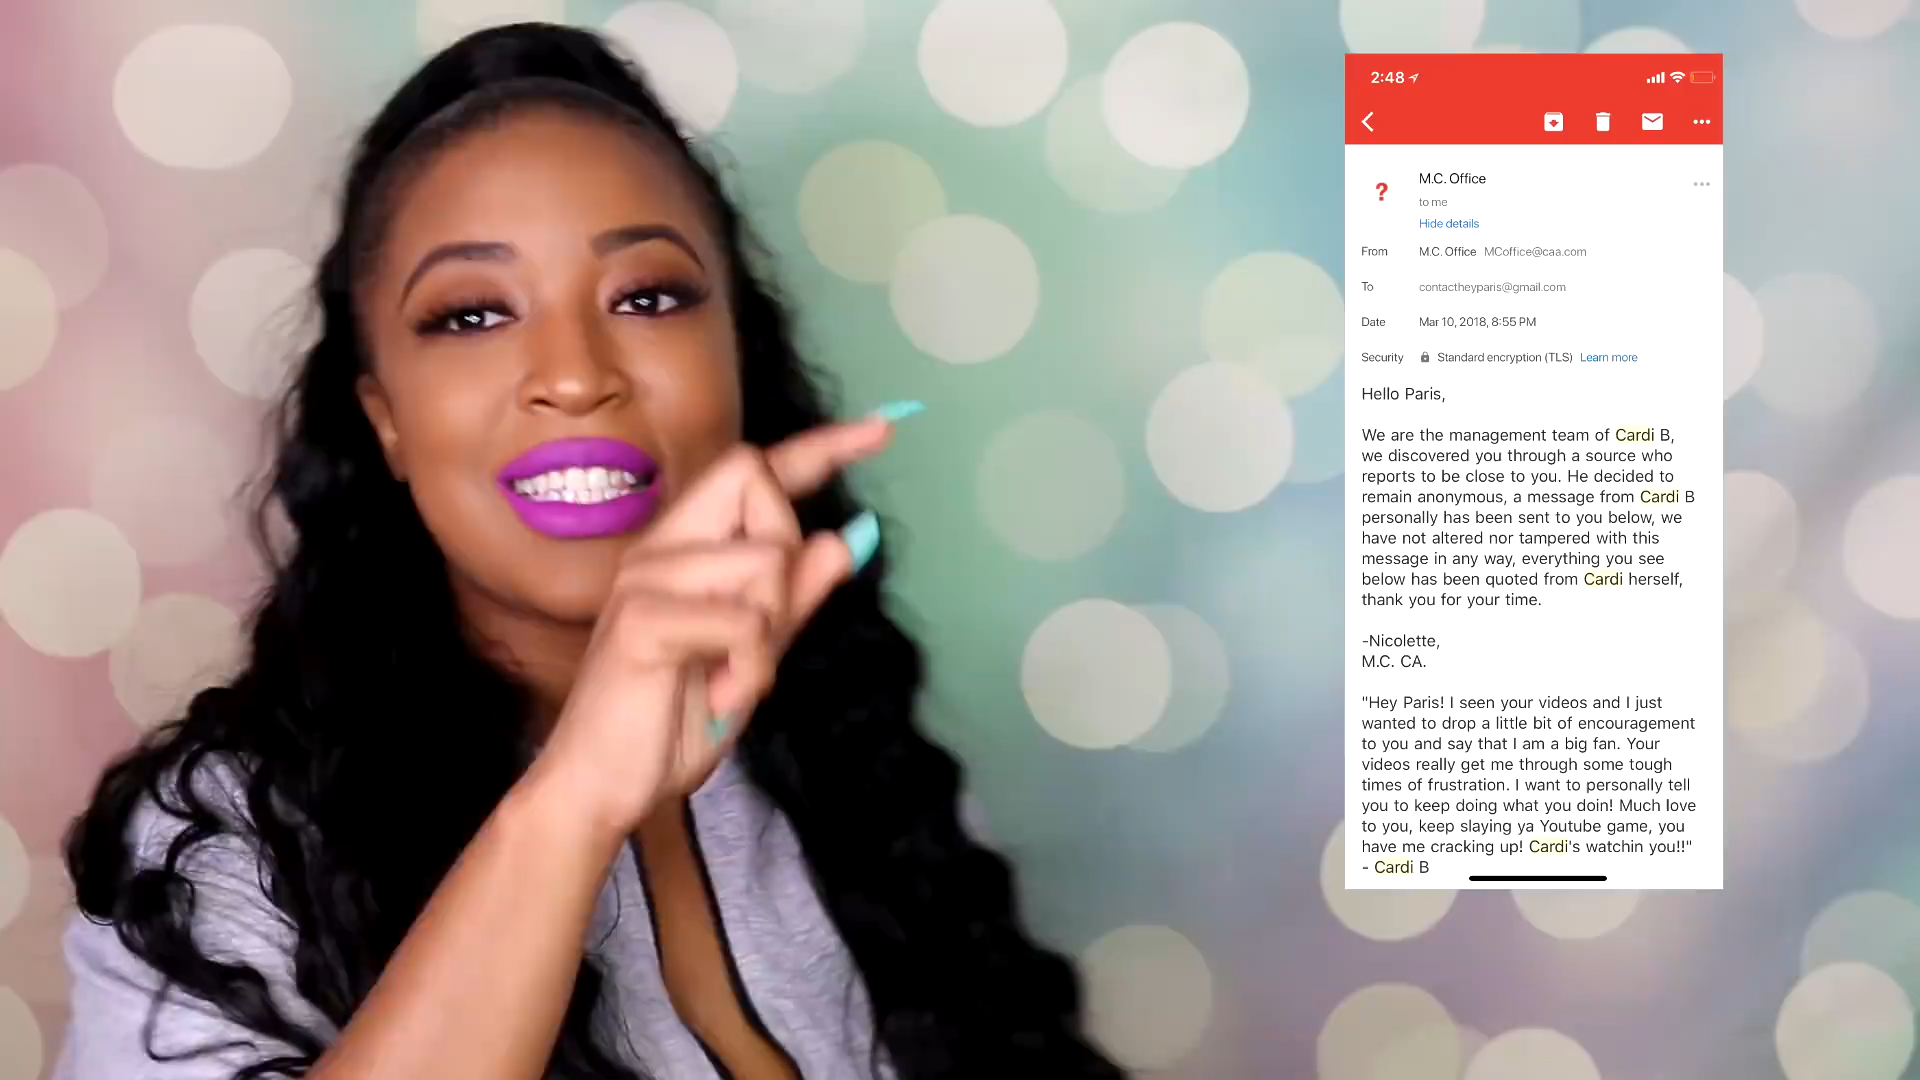 2:48
M.C. Office
to me
Hide details
From M.C. Office MCoffice@caa.com
To contactheyparis@gmail.com
Date Mar 10, 2018, 8:55 PM
Security Standard encryption (TLS) Learn more
Hello Paris,
We are the management team of Cardi B,
we discovered you through a source who
reports to be close to you. He decided to
remain anonymous, a message from Cardi B
personally has been sent to you below, we
have not altered nor tampered with this
message in any way, everything you see
below has been quoted from Cardi herself,
thank you for your time.
-Nicolette,
M.C. CA.
"Hey Paris! I seen your videos and I just
wanted to drop a little bit of encouragement
to you and say that I am a big fan. Your
videos really get me through some tough
times of frustration. I want to personally tell
you to keep doing what you doin! Much love
to you, keep slaying ya Youtube game, you
have me cracking up! Cardi's watchin you!!"
- Cardi B